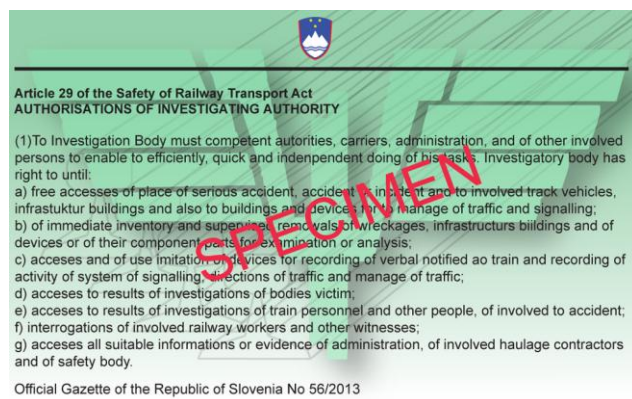 Article 29 of the Safety of Railway Transport Act
AUTHORISATIONS OF INVESTIGATING AUTHORITY
(1)To Investigation Body must competent autorities, carriers, administration, and of other involved
persons to enable to efficiently, quick and indenpendent doing of his tasks. Investigatory body has
right to until:
a) free accesses of place of serious accident, accident or incident and to involved track vehicles,
infrastuktur buildings and also to buildings and devices for to manage of traffic and signalling;
b) of immediate inventory and supervised removals of wreckages, infrastructurs biildings and of
devices or of their component parts for examination or analysis;
c) acceses and of use imitation of devices for recording of verbal notified ao train and recording of
activity of system of signalling, directions of traffic and manage of traffic;
d) acceses to results of investigations of bodies victim;
e) acceses to results of investigations of train personnel and other people, of involved to accident;
f) interrogations of involved railway workers and other witnesses;
g) acceses all suitable informations or evidence of administration, of involved haulage contractors
and of safety body.
Official Gazette of the Republic of Slovenia No 56/2013
SPECIMEN